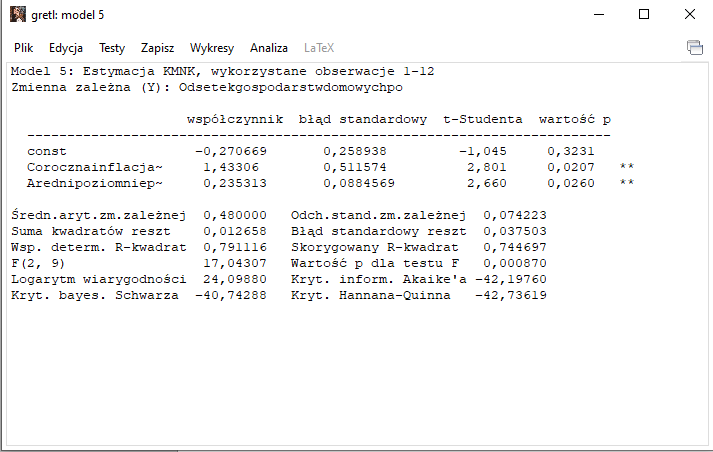 gretl: model 5
Plik Edycja Testy Zapisz Wykresy Analiza LaTeX
Model 5: Estymacja KMNK, wykorzystane obserwacje 1-12
Zmienna zależna (Y): Odsetekgospodarstwdomowychpo
współczynnik błąd standardowy t-Studenta wartość p
const -0,270669 0,258938 -1,045 0,3231
Corocznainflacja~ 1,43306 0,511574 2,801 0,0207 **
Arednipoziomniep~ 0,235313 0,0884569 2,660 0,0260 **
Średn.aryt.zm.zależnej 0,480000 Odch.stand.zm.zależnej 0,074223
Suma kwadratów reszt 0,012658 Błąd standardowy reszt 0,037503
Wsp. determ. R-kwadrat 0,791116 Skorygowany R-kwadrat 0,744697
F(2, 9) 17,04307 Wartość p dla testu F 0,000870
Logarytm wiarygodności 24,09880 Kryt. inform. Akaike'a -42,19760
Kryt. bayes. Schwarza -40,74288 Kryt. Hannana-Quinna -42,73619